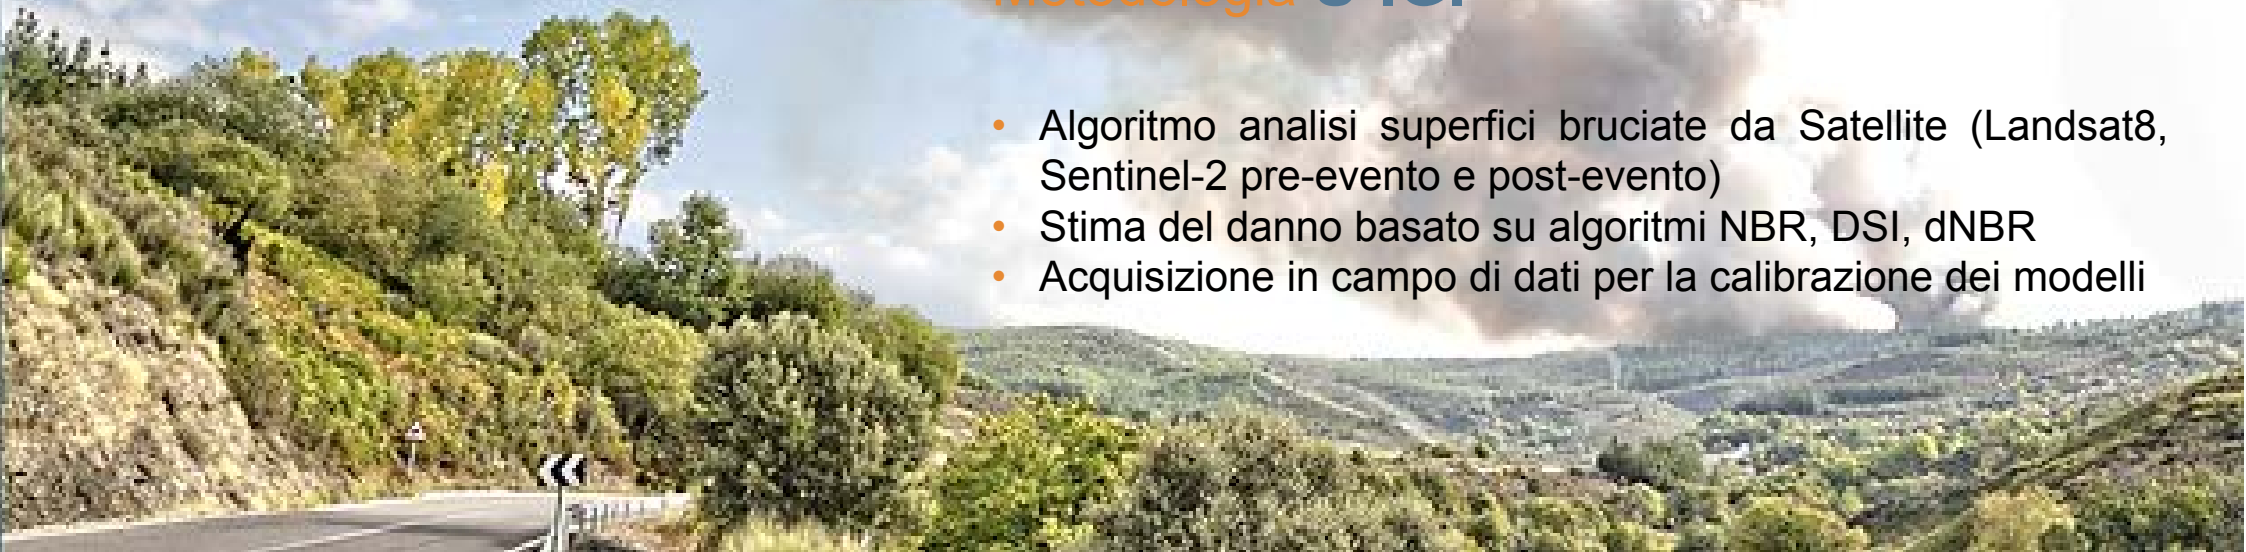 Metodologia
• Algoritmo analisi superfici bruciate da Satellite (Landsat8,
Sentinel-2 pre-evento e post-evento)
• Stima del danno basato su algoritmi NBR, DSI, dNBR
• Acquisizione in campo di dati per la calibrazione dei modelli